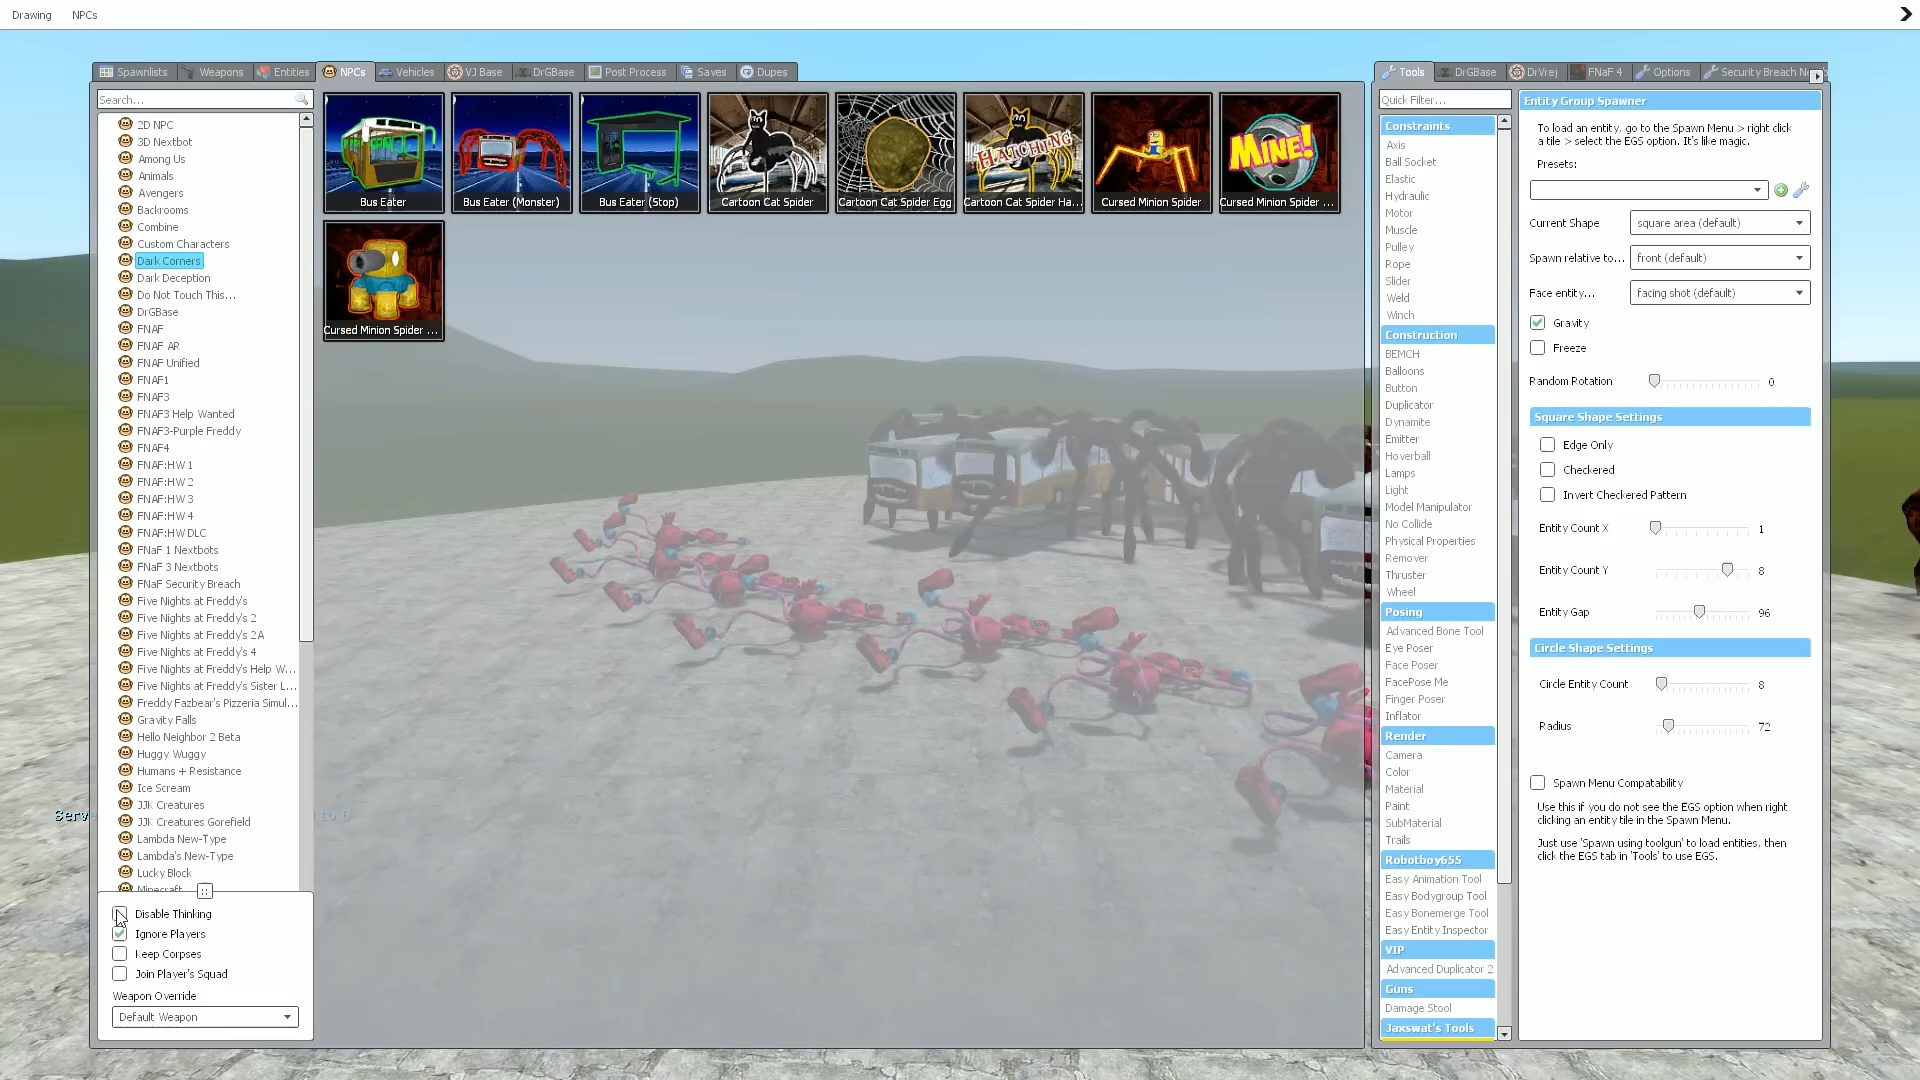 Drawing
NPCs
Spawnlists
Weapons
Entities
NPCs
Vehicles
VJ Base
DrGBase
Post Process
Saves
Dupes
Search...
2D NPC
3D Nextbot
Among Us
Animals
Avengers
Backrooms
Combine
Custom Characters
Dark Corners
Dark Deception
Do Not Touch This...
DrGBase
FNAF
FNAF AR
FNAF Unified
FNAF1
FNAF3
FNAF3 Help Wanted
FNAF3-Purple Freddy
FNAF4
FNAF:HW 1
FNAF:HW 2
FNAF:HW 3
FNAF:HW 4
FNAF:HW DLC
FNaF 1 Nextbots
FNaF 3 Nextbots
FNaF Security Breach
Five Nights at Freddy's
Five Nights at Freddy's 2
Five Nights at Freddy's 2A
Five Nights at Freddy's 4
Five Nights at Freddy's Help W...
Five Nights at Freddy's Sister L...
Freddy Fazbear's Pizzeria Simul...
Gravity Falls
Hello Neighbor 2 Beta
Huggy Wuggy
Humans + Resistance
Ice Scream
JJK Creatures
JJK Creatures Gorefield
Lambda New-Type
Lambda's New-Type
Lucky Block
Minecraft
Disable Thinking
Ignore Players
Keep Corpses
Join Player's Squad
Weapon Override
Default Weapon
Serve
to 0
Bus Eater
Bus Eater (Monster)
Bus Eater (Stop)
Cartoon Cat Spider
Cartoon Cat Spider Egg
HATCHING
Cartoon Cat Spider Ha...
Cursed Minion Spider
MINE!
Cursed Minion Spider ...
Cursed Minion Spider ...
Tools
DrGBase
DrVrej
FNaF 4
Options
Security Breach
Quick Filter...
Constraints
Axis
Ball Socket
Elastic
Hydraulic
Motor
Muscle
Pulley
Rope
Slider
Weld
Winch
Construction
BEMCH
Balloons
Button
Duplicator
Dynamite
Emitter
Hoverball
Lamps
Light
Model Manipulator
No Collide
Physical Properties
Remover
Thruster
Wheel
Posing
Advanced Bone Tool
Eye Poser
Face Poser
FacePose Me
Finger Poser
Inflator
Render
Camera
Color
Material
Paint
SubMaterial
Trails
Robotboy655
Easy Animation Tool
Easy Bodygroup Tool
Easy Bonemerge Tool
Easy Entity Inspector
VIP
Advanced Duplicator 2
Guns
Damage Stool
Jaxswat's Tools
Entity Group Spawner
To load an entity, go to the Spawn Menu > right click
a tile > select the EGS option. It's like magic.
Presets:
Current Shape
square area (default)
Spawn relative to...
front (default)
Face entity...
facing shot (default)
Gravity
Freeze
Random Rotation
0
Square Shape Settings
Edge Only
Checkered
Invert Checkered Pattern
Entity Count X
1
Entity Count Y
8
Entity Gap
96
Circle Shape Settings
Circle Entity Count
8
Radius
72
Spawn Menu Compatability
Use this if you do not see the EGS option when right
clicking an entity tile in the Spawn Menu.
Just use 'Spawn using toolgun' to load entities, then
click the EGS tab in 'Tools' to use EGS.